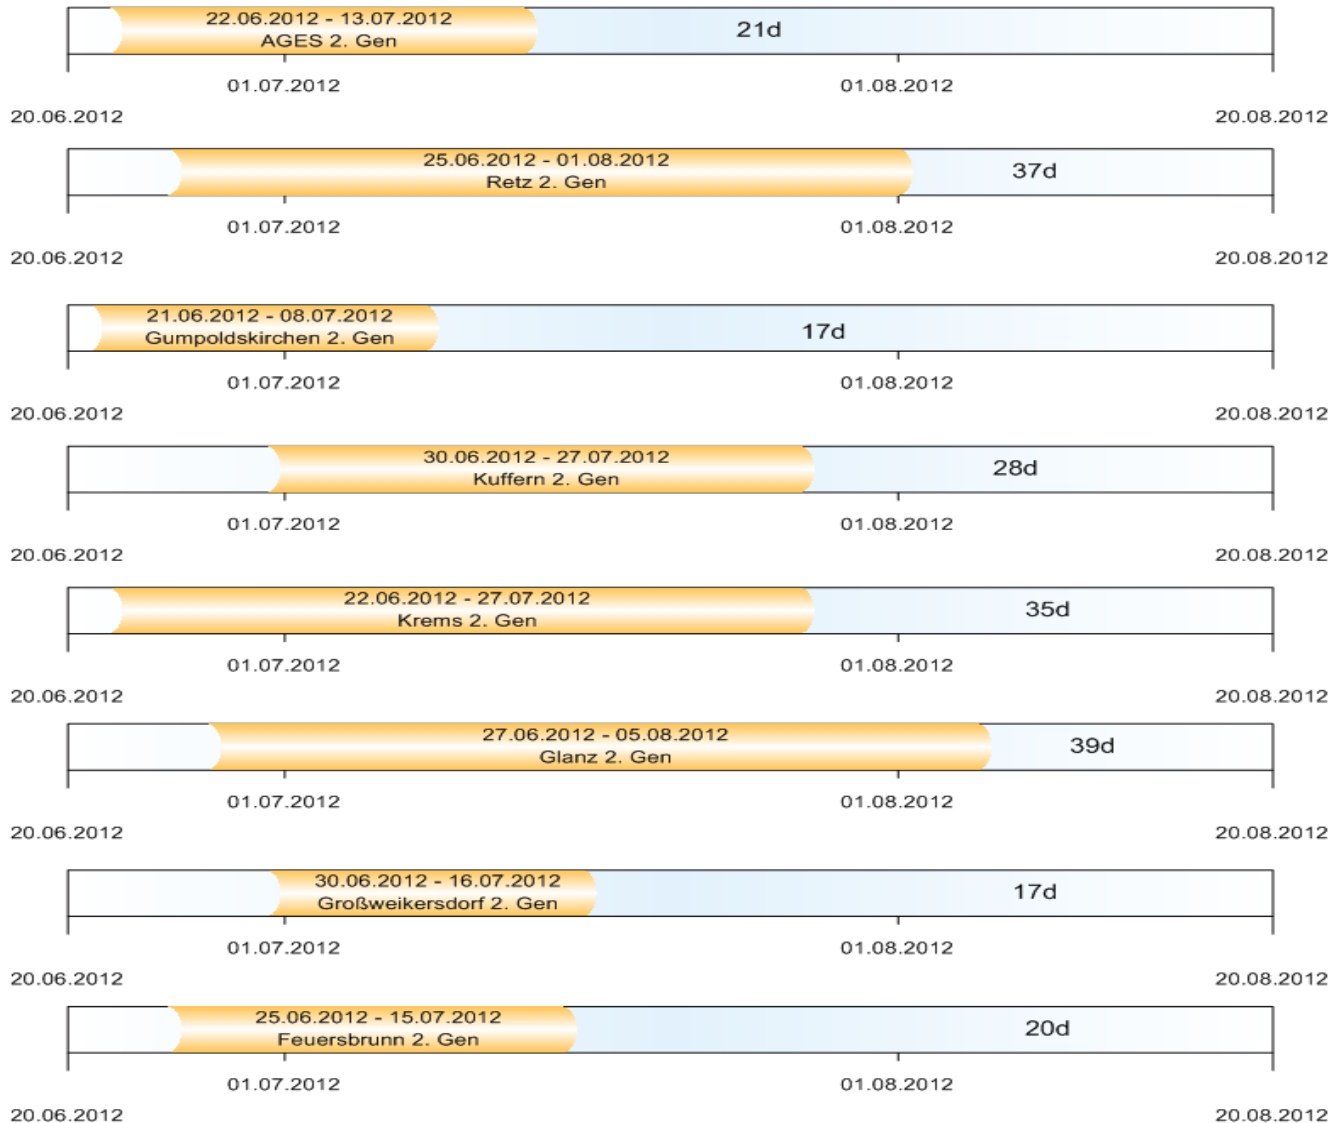 22.06.2012 - 13.07.2012
AGES 2. Gen
21d
01.07.2012
01.08.2012
20.06.2012
20.08.2012
25.06.2012 - 01.08.2012
Retz 2. Gen
37d
01.07.2012
01.08.2012
20.06.2012
20.08.2012
21.06.2012 - 08.07.2012
Gumpoldskirchen 2. Gen
17d
01.07.2012
01.08.2012
20.06.2012
20.08.2012
30.06.2012 - 27.07.2012
Kuffern 2. Gen
28d
01.07.2012
01.08.2012
20.06.2012
20.08.2012
22.06.2012 - 27.07.2012
Krems 2. Gen
35d
01.07.2012
01.08.2012
20.06.2012
20.08.2012
27.06.2012 - 05.08.2012
Glanz 2. Gen
39d
01.07.2012
01.08.2012
20.06.2012
20.08.2012
30.06.2012 - 16.07.2012
Großweikersdorf 2. Gen
17d
01.07.2012
01.08.2012
20.06.2012
20.08.2012
25.06.2012 - 15.07.2012
Feuersbrunn 2. Gen
20d
01.07.2012
01.08.2012
20.06.2012
20.08.2012